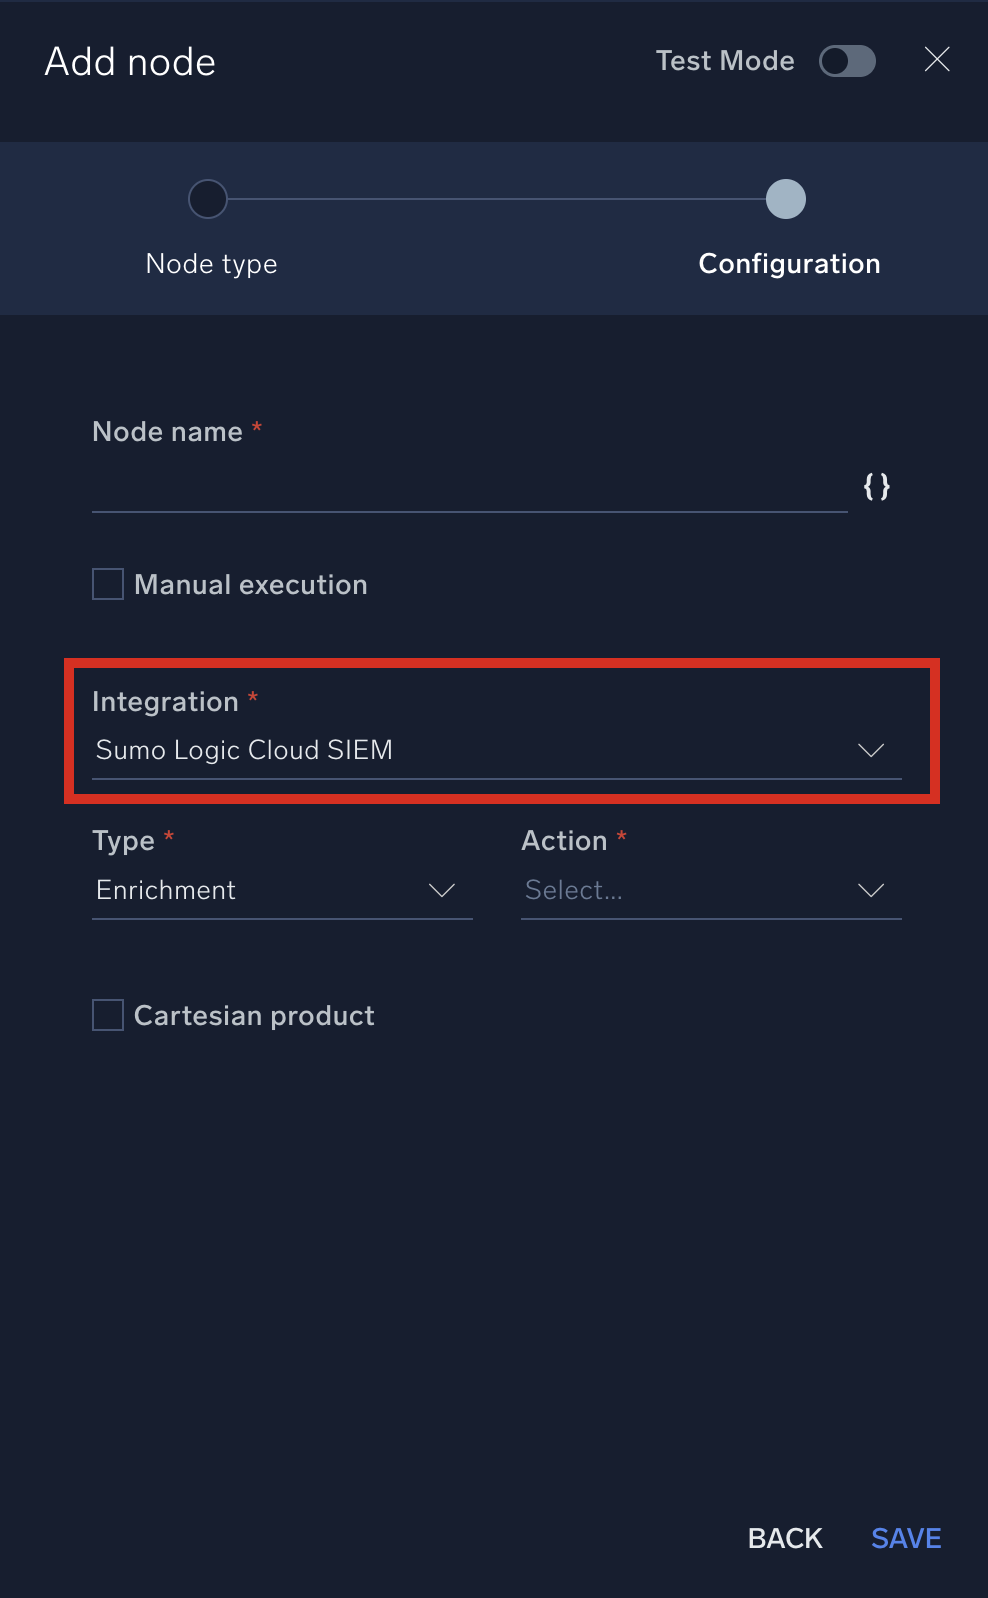 Add node
Test Mode
Node type
Configuration
Node name *
{}
Manual execution
Integration *
Sumo Logic Cloud SIEM
Type *
Action *
Enrichment
Select...
Cartesian product
BACK
SAVE